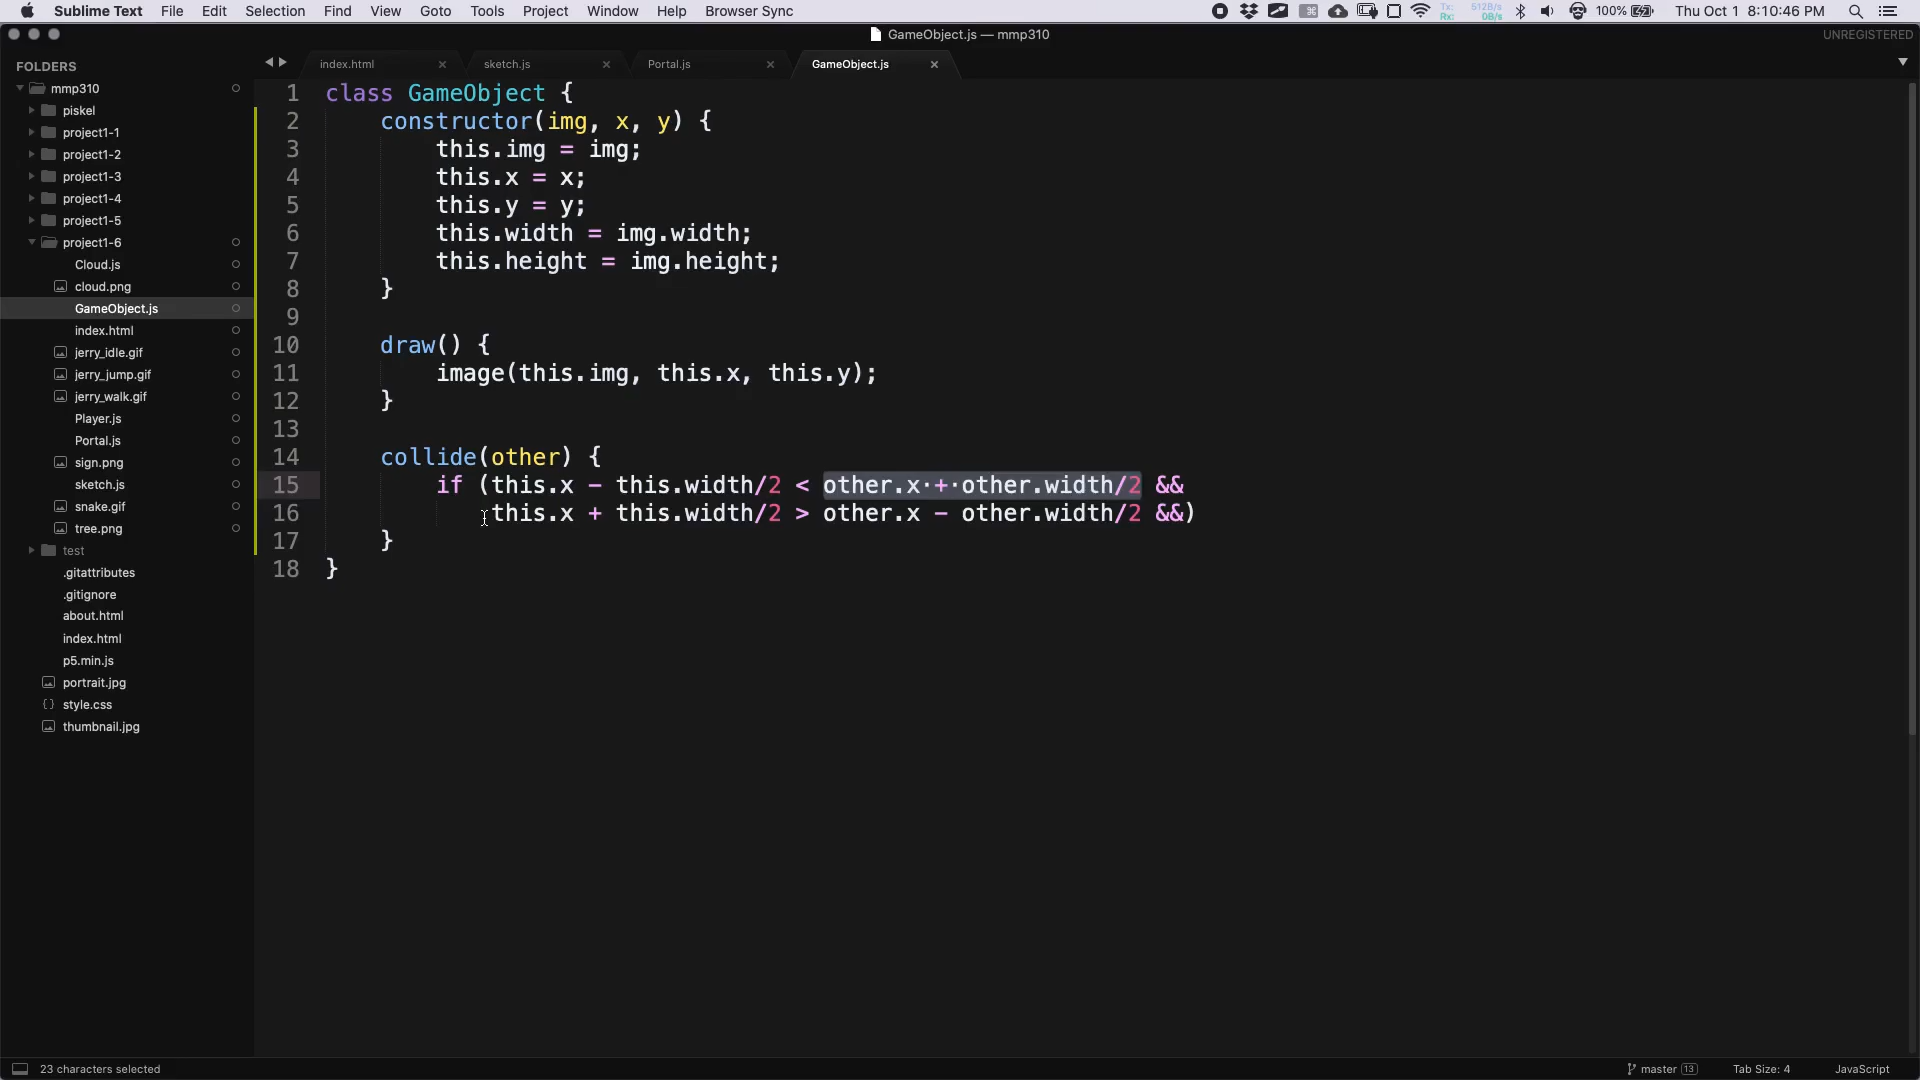 Sublime Text File Edit Selection Find View Goto Tools Project Window Help Browser Sync
Tx: 512B/s
Rx: 0B/s
100%
Thu Oct 1 8:10:46 PM
GameObject.js — mmp310
UNREGISTERED
FOLDERS
mmp310
piskel
project1-1
project1-2
project1-3
project1-4
project1-5
project1-6
Cloud.js
cloud.png
GameObject.js
index.html
jerry_idle.gif
jerry_jump.gif
jerry_walk.gif
Player.js
Portal.js
sign.png
sketch.js
snake.gif
tree.png
test
.gitattributes
.gitignore
about.html
index.html
p5.min.js
portrait.jpg
style.css
thumbnail.jpg
index.html sketch.js Portal.js GameObject.js
1 class GameObject {
2 constructor(img, x, y) {
3 this.img = img;
4 this.x = x;
5 this.y = y;
6 this.width = img.width;
7 this.height = img.height;
8 }
9
10 draw() {
11 image(this.img, this.x, this.y);
12 }
13
14 collide(other) {
15 if (this.x - this.width/2 < other.x·+·other.width/2 &&
16 this.x + this.width/2 > other.x - other.width/2 &&)
17 }
18 }
23 characters selected
master 13
Tab Size: 4
JavaScript